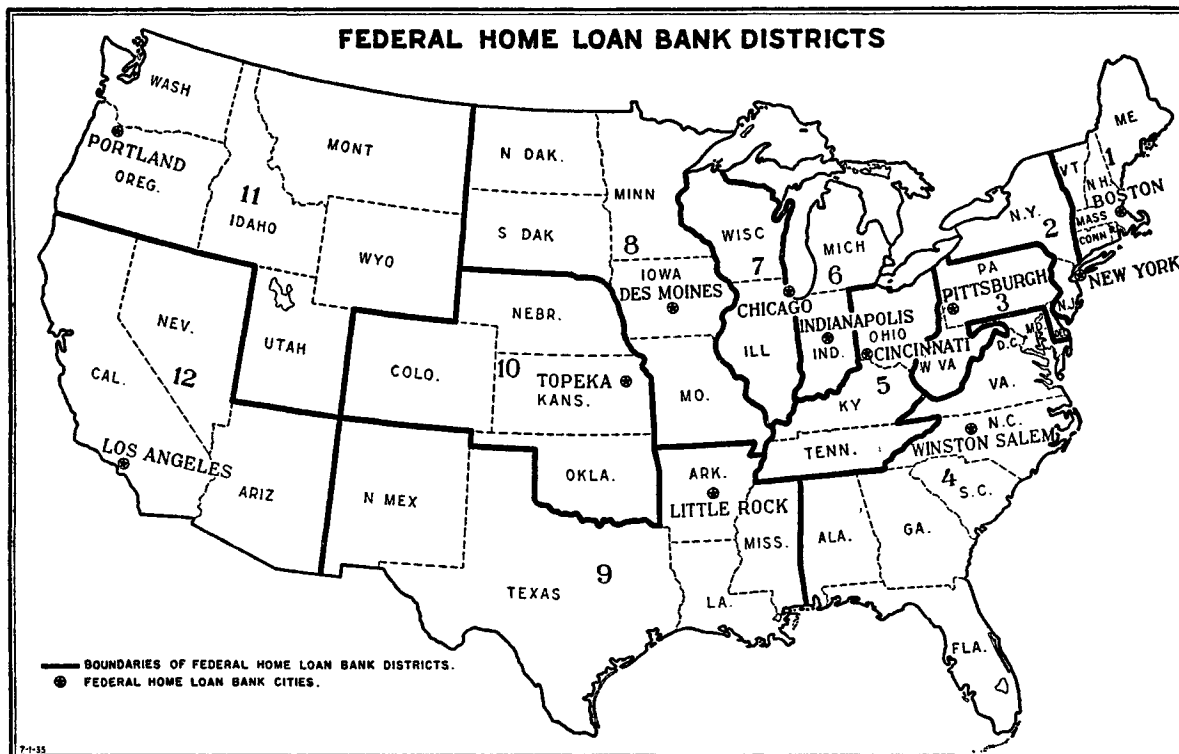 FEDERAL HOME LOAN BANK DISTRICTS
WASH
PORTLAND
OREG.
MONT
11
IDAHO
WYO
N DAK.
S DAK
MINN
8
IOWA
DES MOINES
WISC
7
CHICAGO
ILL
MICH
6
INDIANAPOLIS
IND.
OHIO
CINCINNATI
5
KY
TENN.
W VA
ME
1
VT
N.H.
BOSTON
MASS
CONN
R.I.
N.Y.
2
NEW YORK
PA
PITTSBURGH
3
N.J.
MD.
D.C.
VA.
N.C.
WINSTON SALEM
4
S.C.
GA.
ALA.
FLA.
NEBR.
10
TOPEKA
KANS.
COLO.
OKLA.
MO.
ARK.
LITTLE ROCK
MISS.
LA.
9
TEXAS
N MEX
UTAH
NEV.
12
CAL.
LOS ANGELES
ARIZ
BOUNDARIES OF FEDERAL HOME LOAN BANK DISTRICTS.
FEDERAL HOME LOAN BANK CITIES.
7-1-35